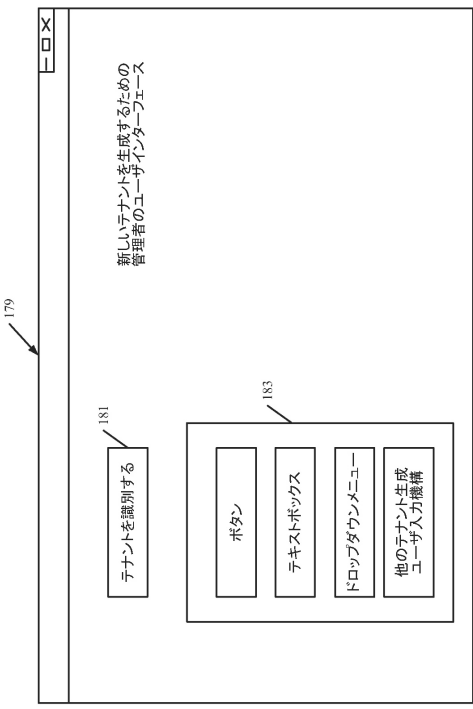 179
新しいテナントを生成するための
管理者のユーザインターフェース
181
テナントを識別する
183
ボタン
テキストボックス
ドロップダウンメニュー
他のテナント生成
ユーザ入力機構